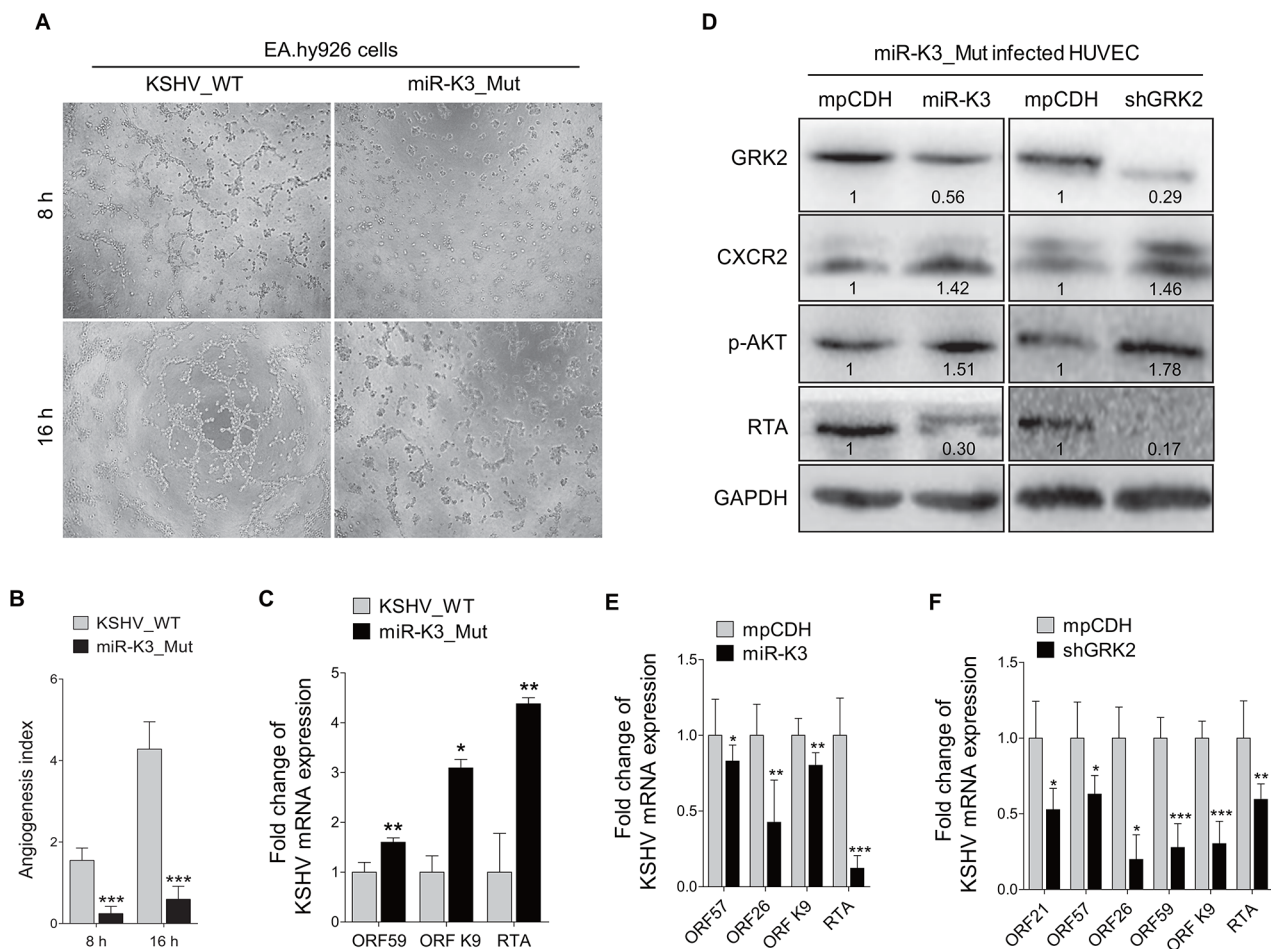 A
EA.hy926 cells
KSHV_WT
miR-K3_Mut
8 h
16 h
D
miR-K3_Mut infected HUVEC
mpCDH
miR-K3
mpCDH
shGRK2
GRK2
1
0.56
1
0.29
CXCR2
1
1.42
1
1.46
p-AKT
1
1.51
1
1.78
RTA
1
0.30
1
0.17
GAPDH
B
KSHV_WT
miR-K3_Mut
Angiogenesis index
6
4
2
0
***
***
8 h
16 h
C
KSHV_WT
miR-K3_Mut
Fold change of
KSHV mRNA expression
5
4
3
2
1
0
**
*
**
ORF59
ORF K9
RTA
E
mpCDH
miR-K3
Fold change of
KSHV mRNA expression
1.5
1.0
0.5
0.0
*
**
**
***
ORF57
ORF26
ORF K9
RTA
F
mpCDH
shGRK2
Fold change of
KSHV mRNA expression
1.5
1.0
0.5
0.0
*
*
*
***
***
**
ORF21
ORF57
ORF26
ORF59
ORF K9
RTA